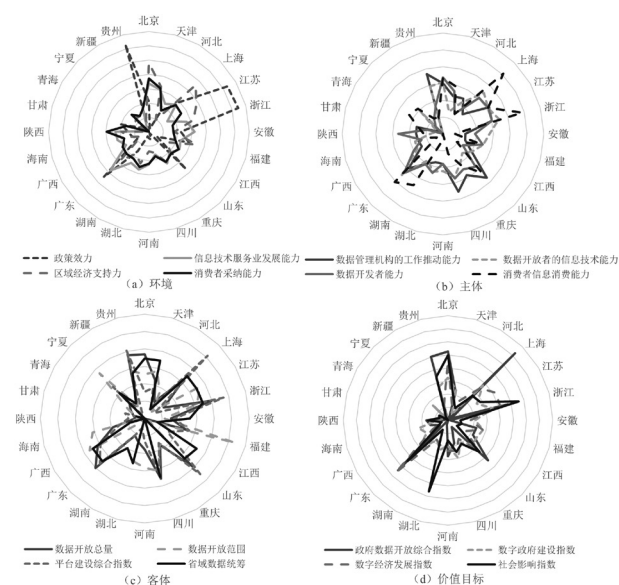 北京
天津
河北
上海
江苏
浙江
安徽
福建
江西
山东
重庆
四川
河南
湖北
湖南
广东
广西
海南
陕西
甘肃
青海
宁夏
新疆
贵州
政策效力
信息技术服务业发展能力
区域经济支持力
消费者采纳能力
（a）环境
北京
天津
河北
上海
江苏
浙江
安徽
福建
江西
山东
重庆
四川
河南
湖北
湖南
广东
广西
海南
陕西
甘肃
青海
宁夏
新疆
贵州
数据管理机构的工作推动能力
数据开放者的信息技术能力
数据开发者能力
消费者信息消费能力
（b）主体
北京
天津
河北
上海
江苏
浙江
安徽
福建
江西
山东
重庆
四川
河南
湖北
湖南
广东
广西
海南
陕西
甘肃
青海
宁夏
新疆
贵州
数据开放总量
数据开放范围
平台建设综合指数
省域数据统筹
（c）客体
北京
天津
河北
上海
江苏
浙江
安徽
福建
江西
山东
重庆
四川
河南
湖北
湖南
广东
广西
海南
陕西
甘肃
青海
宁夏
新疆
贵州
政府数据开放综合指数
数字政府建设指数
数字经济发展指数
社会影响指数
（d）价值目标